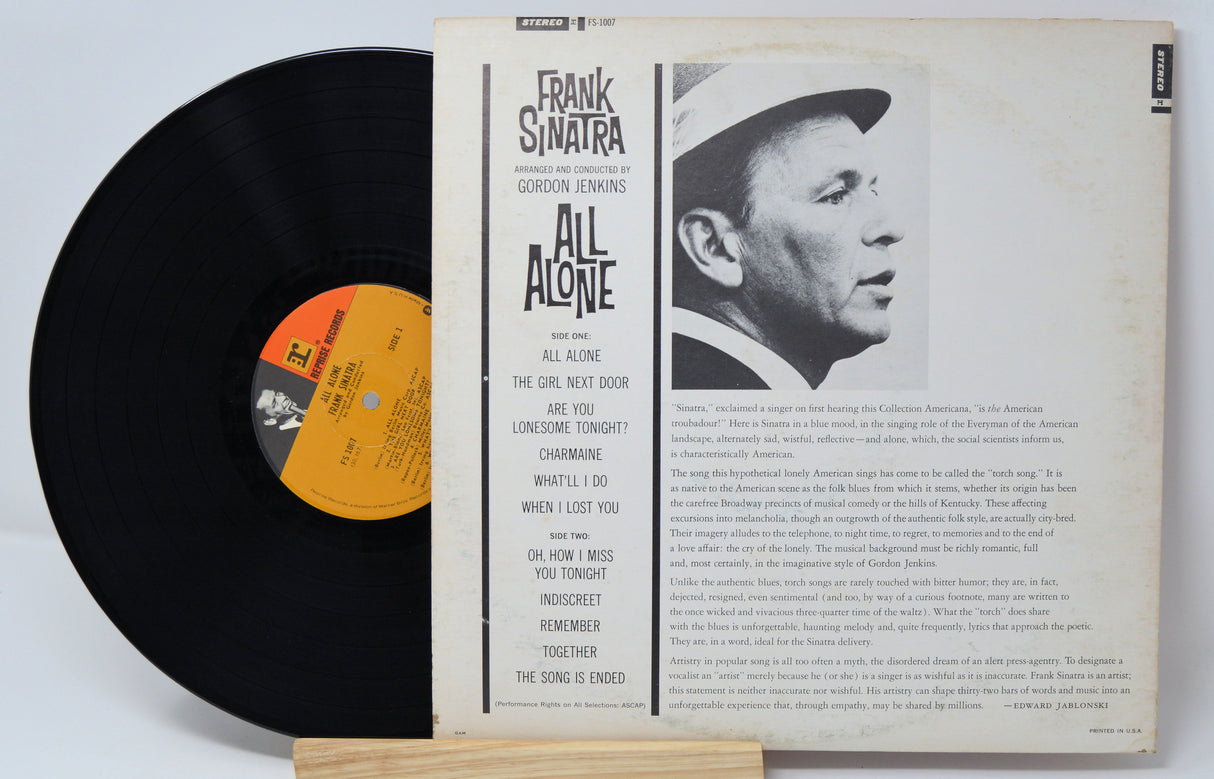 STEREO FS-1007
STEREO
FRANK
SINATRA
ARRANGED AND CONDUCTED BY
GORDON JENKINS
ALL
ALONE
SIDE ONE:
ALL ALONE
THE GIRL NEXT DOOR
ARE YOU
LONESOME TONIGHT?
CHARMAINE
WHAT'LL I DO
WHEN I LOST YOU
SIDE TWO:
OH, HOW I MISS
YOU TONIGHT
INDISCREET
REMEMBER
TOGETHER
THE SONG IS ENDED
(Performance Rights on All Selections: ASCAP)
"Sinatra," exclaimed a singer on first hearing this Collection Americana, "is the American
troubadour!" Here is Sinatra in a blue mood, in the singing role of the Everyman of the American
landscape, alternately sad, wistful, reflective—and alone, which, the social scientists inform us,
is characteristically American.
The song this hypothetical lonely American sings has come to be called the "torch song." It is
as native to the American scene as the folk blues from which it stems, whether its origin has been
the carefree Broadway precincts of musical comedy or the hills of Kentucky. These affecting
excursions into melancholia, though an outgrowth of the authentic folk style, are actually city-bred.
Their imagery alludes to the telephone, to night time, to regret, to memories and to the end of
a love affair: the cry of the lonely. The musical background must be richly romantic, full
and, most certainly, in the imaginative style of Gordon Jenkins.
Unlike the authentic blues, torch songs are rarely touched with bitter humor; they are, in fact,
dejected, resigned, even sentimental (and too, by way of a curious footnote, many are written to
the once wicked and vivacious three-quarter time of the waltz). What the "torch" does share
with the blues is unforgettable, haunting melody and, quite frequently, lyrics that approach the poetic.
They are, in a word, ideal for the Sinatra delivery.
Artistry in popular song is all too often a myth, the disordered dream of an alert press-agentry. To designate a
vocalist an "artist" merely because he (or she) is a singer is as wishful as it is inaccurate. Frank Sinatra is an artist;
this statement is neither inaccurate nor wishful. His artistry can shape thirty-two bars of words and music into an
unforgettable experience that, through empathy, may be shared by millions. —EDWARD JABLONSKI
GAM
PRINTED IN U.S.A.
r
REPRISE RECORDS
SIDE 1
ALL ALONE
FRANK SINATRA
Arranged and Conducted
by Gordon Jenkins
FS 1007